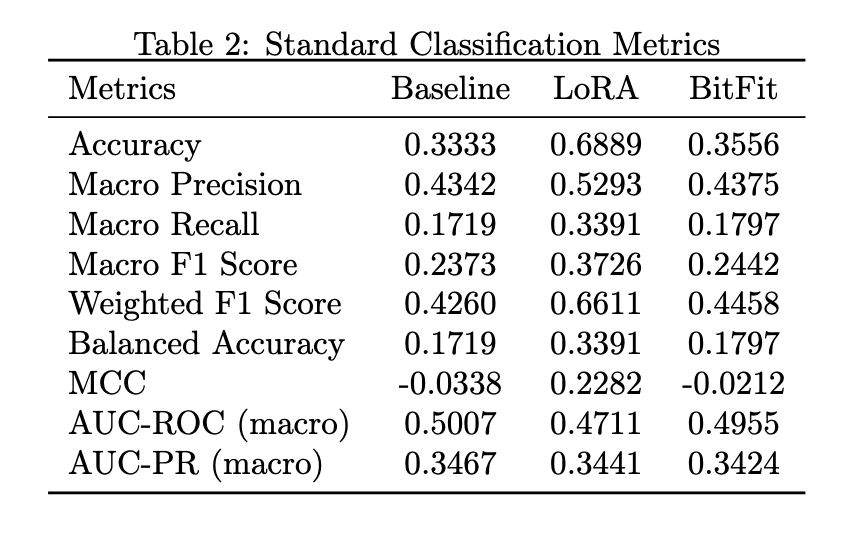 Table 2: Standard Classification Metrics
Metrics Baseline LoRA BitFit
Accuracy 0.3333 0.6889 0.3556
Macro Precision 0.4342 0.5293 0.4375
Macro Recall 0.1719 0.3391 0.1797
Macro F1 Score 0.2373 0.3726 0.2442
Weighted F1 Score 0.4260 0.6611 0.4458
Balanced Accuracy 0.1719 0.3391 0.1797
MCC -0.0338 0.2282 -0.0212
AUC-ROC (macro) 0.5007 0.4711 0.4955
AUC-PR (macro) 0.3467 0.3441 0.3424